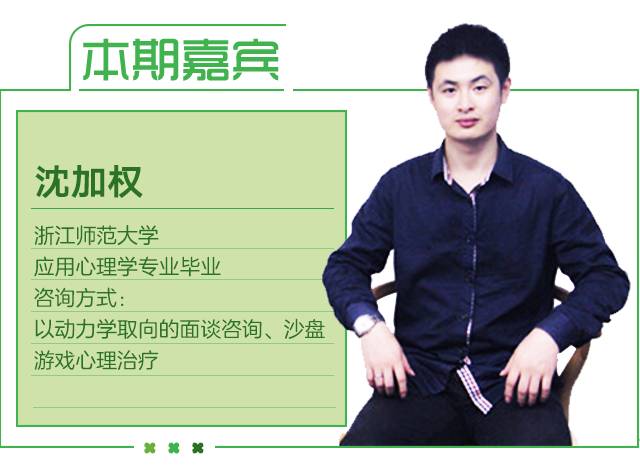 本期嘉宾
沈加权
浙江师范大学
应用心理学专业毕业
咨询方式：
以动力学取向的面谈咨询、沙盘
游戏心理治疗